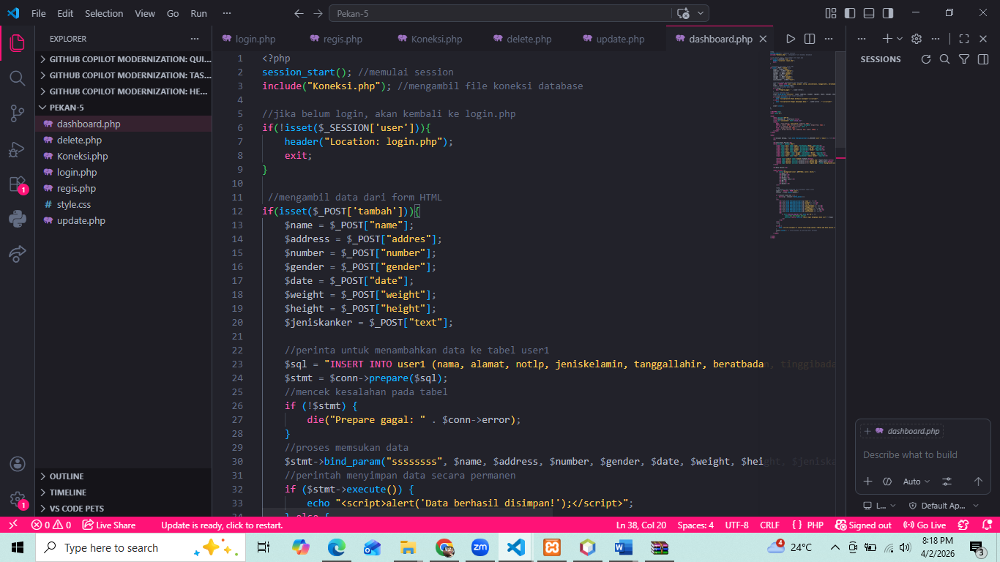 File Edit Selection View Go Run ... Pekan-5
EXPLORER ...
login.php regis.php Koneksi.php delete.php update.php dashboard.php
GITHUB COPILOT MODERNIZATION: QUI...
GITHUB COPILOT MODERNIZATION: TAS...
GITHUB COPILOT MODERNIZATION: HE...
PEKAN-5
dashboard.php
delete.php
Koneksi.php
login.php
regis.php
# style.css
update.php
OUTLINE
TIMELINE
VS CODE PETS
1
1
1 <?php
2 session_start(); //memulai session
3 include("Koneksi.php"); //mengambil file koneksi database
4
5 //jika belum login, akan kembali ke login.php
6 if(!isset($_SESSION['user'])){
7 header("Location: login.php");
8 exit;
9 }
10
11 //mengambil data dari form HTML
12 if(isset($_POST['tambah'])){
13 $name = $_POST["name"];
14 $address = $_POST["addres"];
15 $number = $_POST["number"];
16 $gender = $_POST["gender"];
17 $date = $_POST["date"];
18 $weight = $_POST["weight"];
19 $height = $_POST["height"];
20 $jeniskanker = $_POST["text"];
21
22 //perinta untuk menambahkan data ke tabel user1
23 $sql = "INSERT INTO user1 (nama, alamat, notlp, jeniskelamin, tanggallahir, beratbadan, tinggibada
24 $stmt = $conn->prepare($sql);
25 //mencek kesalahan pada tabel
26 if (!$stmt) {
27 die("Prepare gagal: " . $conn->error);
28 }
29 //proses memsukan data
30 $stmt->bind_param("ssssssss", $name, $address, $number, $gender, $date, $weight, $height, $jeniska
31 //perintah menyimpan data secara permanen
32 if ($stmt->execute()) {
33 echo "<script>alert('Data berhasil disimpan!');</script>";
34 } else {
SESSIONS
+ dashboard.php
Describe what to build
Auto
L... Default Ap...
0 0 Live Share Update is ready, click to restart. Ln 38, Col 20 Spaces: 4 UTF-8 CRLF { } PHP Signed out Go Live
Type here to search zm 4 24°C 8:18 PM
4/2/2026
3